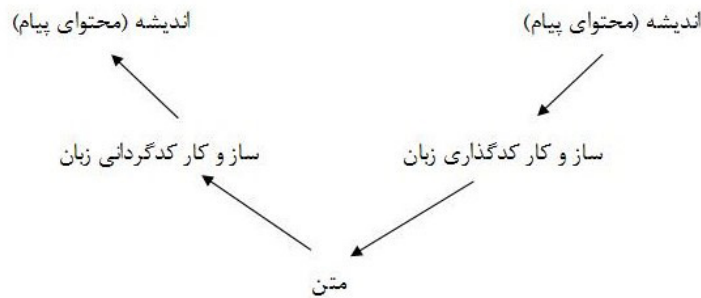 اندیشه (محتوای پیام)
اندیشه (محتوای پیام)
ساز و کار کدگذاری زبان
ساز و کار کدگردانی زبان
متن